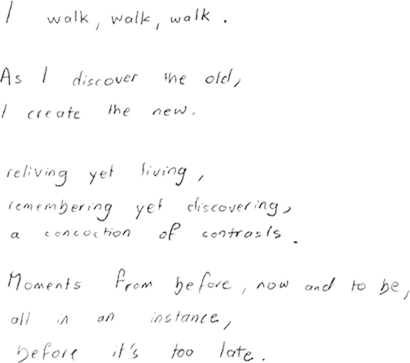 I walk, walk, walk.
As I discover the old,
I create the new.
reliving yet living,
remembering yet discovering,
a concoction of contrasts.
Moments from before, now and to be,
all in an instance,
before it's too late.